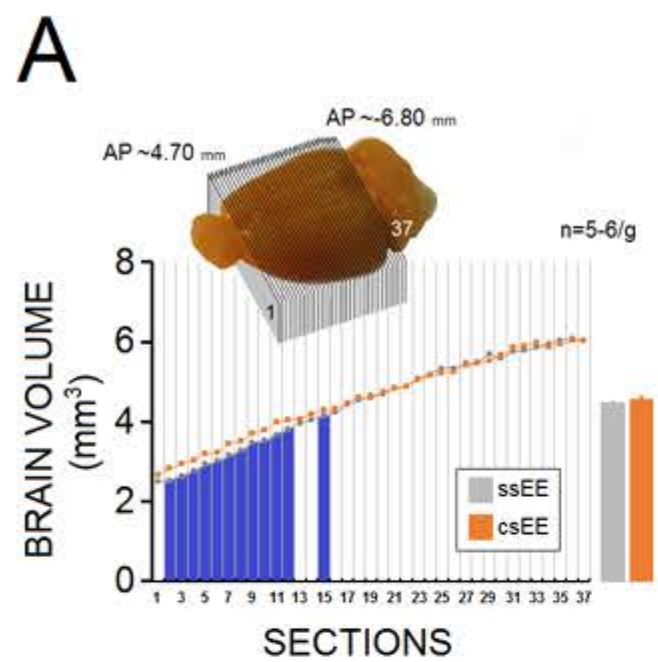 A
AP ~-6.80 mm
AP ~4.70 mm
37
n=5-6/g
1
BRAIN VOLUME
(mm³)
8
6
4
2
0
ssEE
csEE
1 3 5 7 9 11 13 15 17 19 21 23 25 27 29 31 33 35 37
SECTIONS